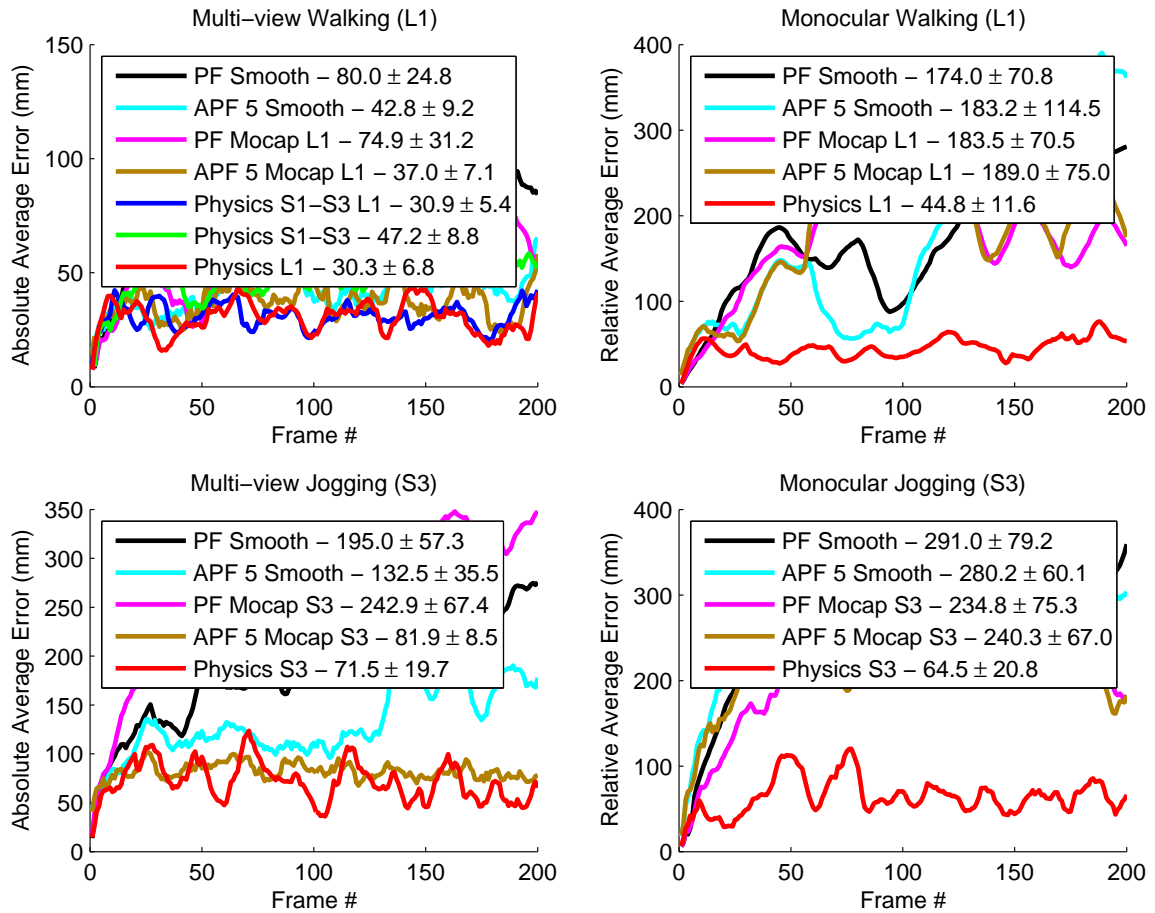 Multi−view Walking (L1)
Absolute Average Error (mm)
150
100
50
0
PF Smooth − 80.0 ± 24.8
APF 5 Smooth − 42.8 ± 9.2
PF Mocap L1 − 74.9 ± 31.2
APF 5 Mocap L1 − 37.0 ± 7.1
Physics S1−S3 L1 − 30.9 ± 5.4
Physics S1−S3 − 47.2 ± 8.8
Physics L1 − 30.3 ± 6.8
0 50 100 150 200
Frame #
Monocular Walking (L1)
Relative Average Error (mm)
400
300
200
100
0
PF Smooth − 174.0 ± 70.8
APF 5 Smooth − 183.2 ± 114.5
PF Mocap L1 − 183.5 ± 70.5
APF 5 Mocap L1 − 189.0 ± 75.0
Physics L1 − 44.8 ± 11.6
0 50 100 150 200
Frame #
Multi−view Jogging (S3)
Absolute Average Error (mm)
350
300
250
200
150
100
50
0
PF Smooth − 195.0 ± 57.3
APF 5 Smooth − 132.5 ± 35.5
PF Mocap S3 − 242.9 ± 67.4
APF 5 Mocap S3 − 81.9 ± 8.5
Physics S3 − 71.5 ± 19.7
0 50 100 150 200
Frame #
Monocular Jogging (S3)
Relative Average Error (mm)
400
300
200
100
0
PF Smooth − 291.0 ± 79.2
APF 5 Smooth − 280.2 ± 60.1
PF Mocap S3 − 234.8 ± 75.3
APF 5 Mocap S3 − 240.3 ± 67.0
Physics S3 − 64.5 ± 20.8
0 50 100 150 200
Frame #